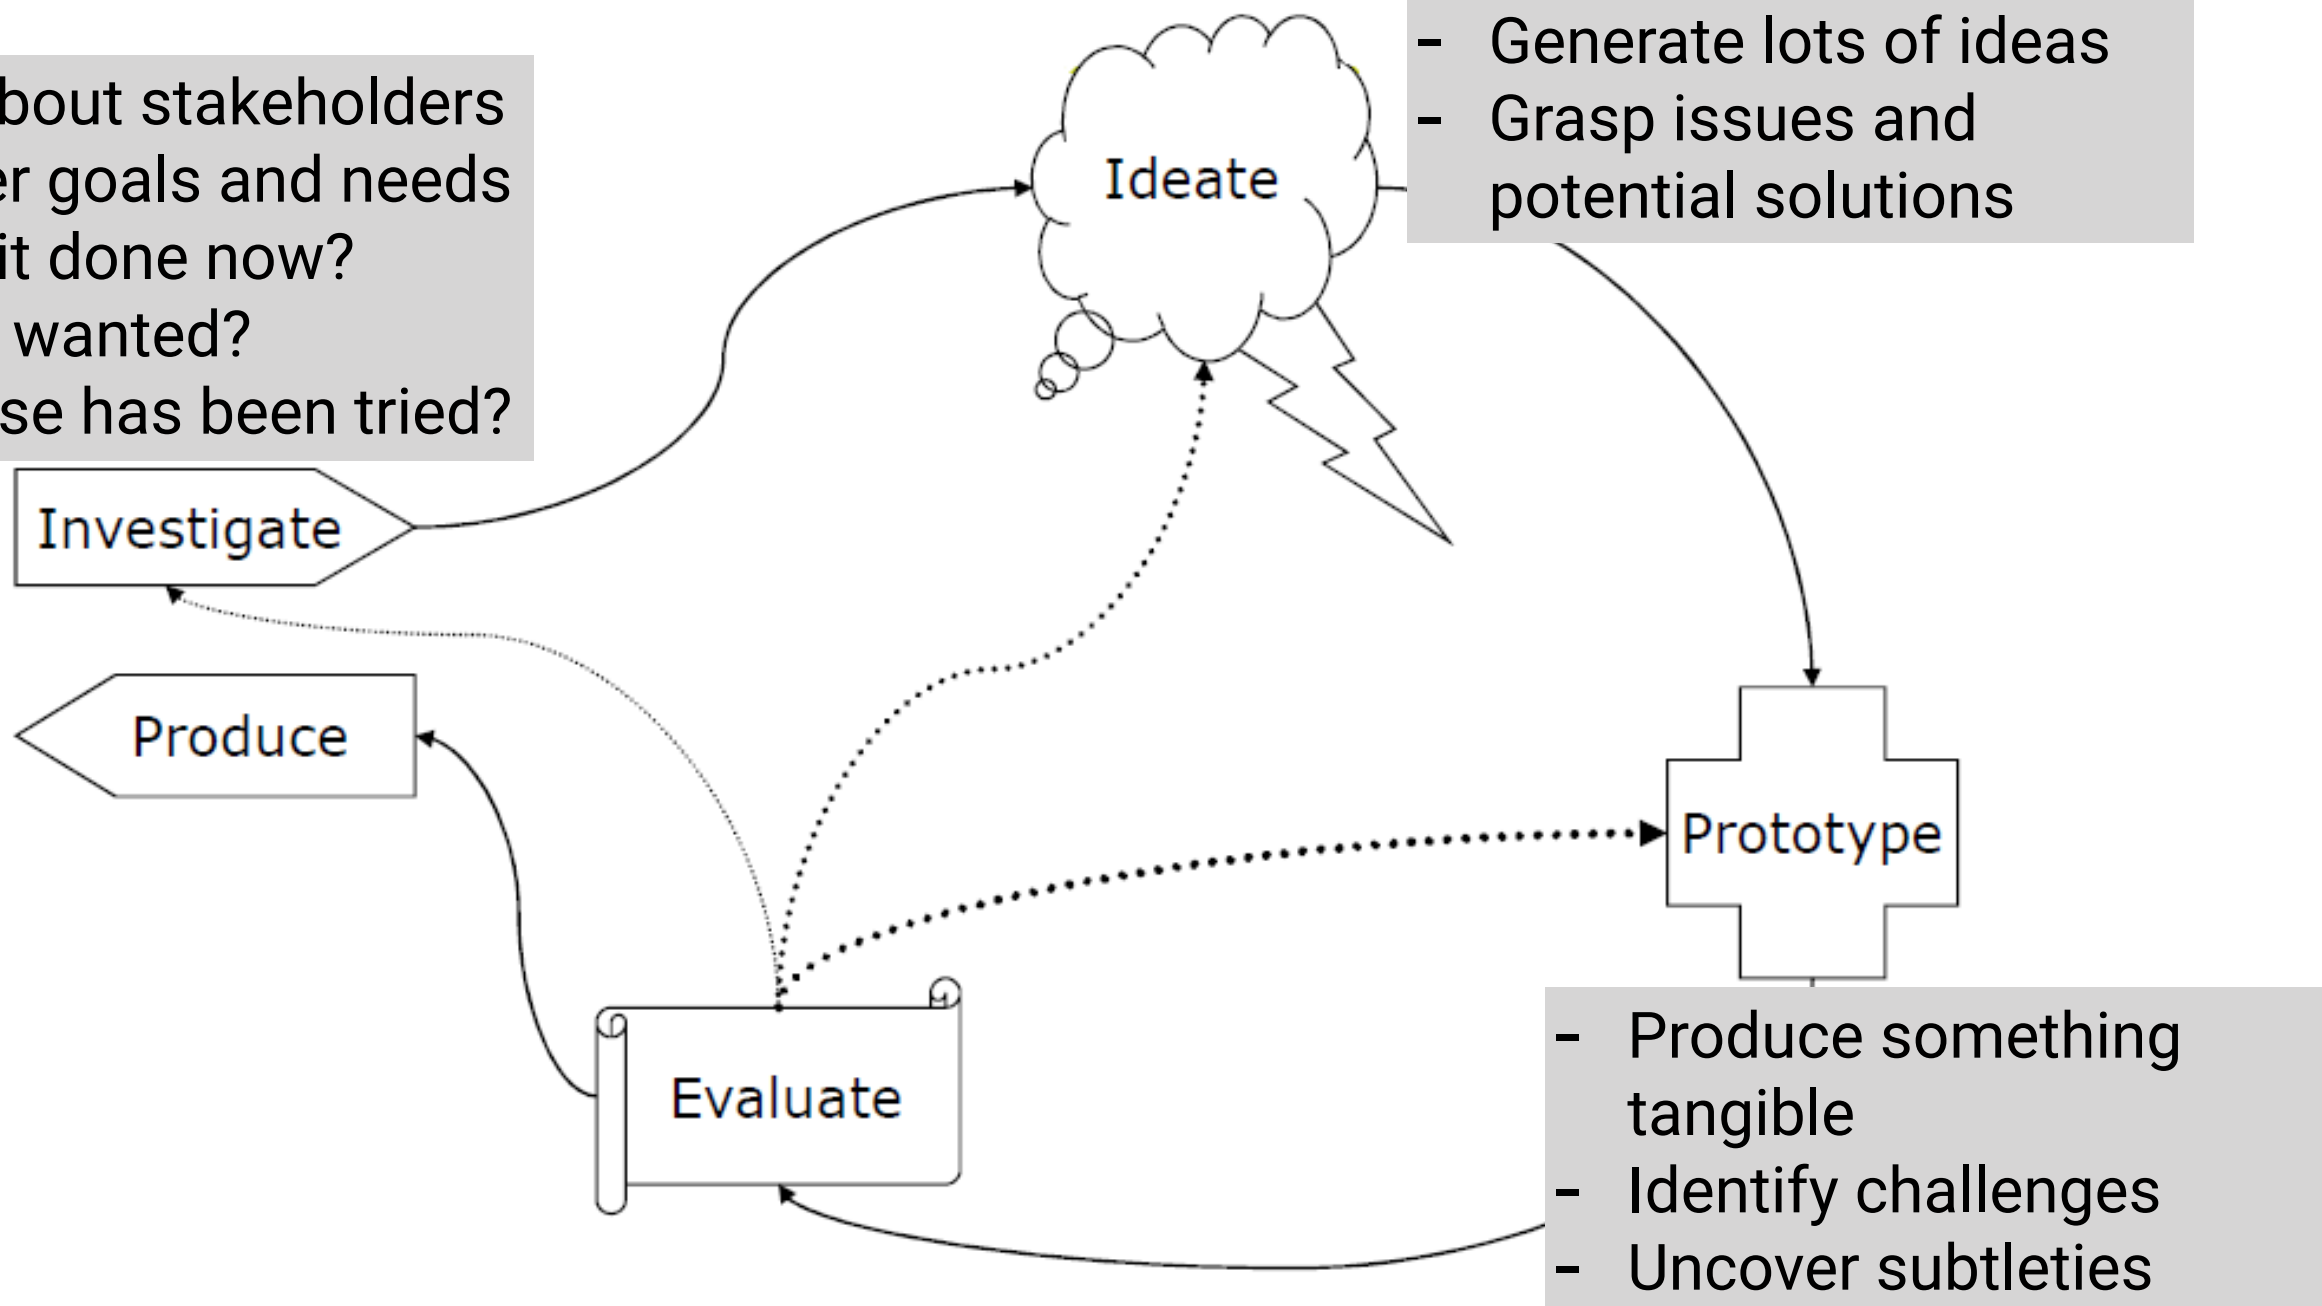 bout stakeholders
er goals and needs
it done now?
wanted?
se has been tried?
- Generate lots of ideas
- Grasp issues and
potential solutions
Ideate
Investigate
Produce
Prototype
Evaluate
- Produce something
tangible
- Identify challenges
- Uncover subtleties